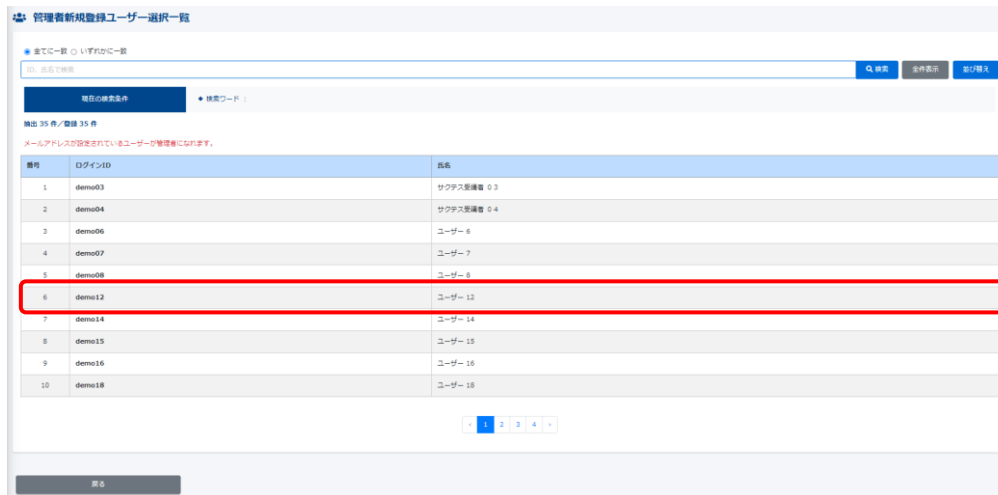 管理者新規登録ユーザー選択一覧
全てに一致 いずれかに一致
ID、氏名で検索 検索 全件表示 並び替え
現在の検索条件 ◆ 検索ワード :
抽出 35 件/登録 35 件
メールアドレスが設定されているユーザーが管理者になれます。
番号 ログインID 氏名
1 demo03 サクテス受講者 03
2 demo04 サクテス受講者 04
3 demo06 ユーザー 6
4 demo07 ユーザー 7
5 demo08 ユーザー 8
6 demo12 ユーザー 12
7 demo14 ユーザー 14
8 demo15 ユーザー 15
9 demo16 ユーザー 16
10 demo18 ユーザー 18
< 1 2 3 4 >
戻る